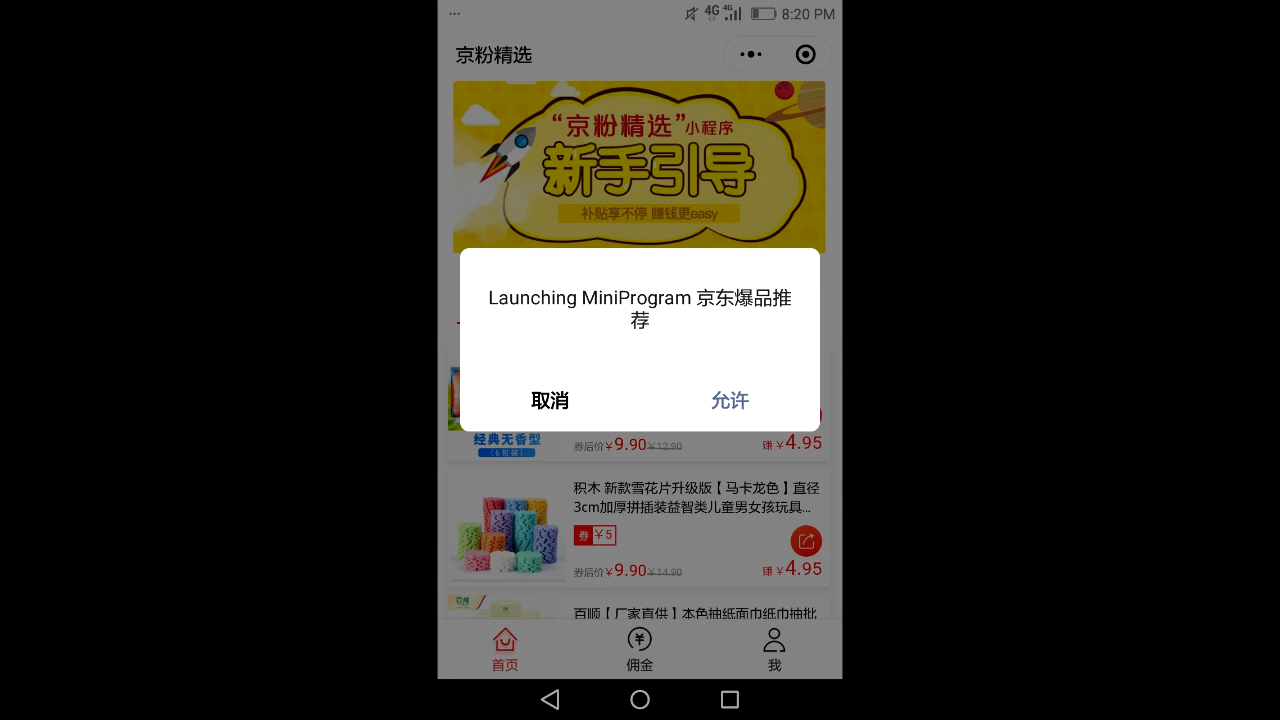 4G 4G 8:20 PM
京粉精选
“京粉精选”小程序
新手引导
补贴享不停 赚钱更easy
Launching MiniProgram 京东爆品推
荐
取消
允许
经典无香型
（6包装）
券后价￥9.90￥12.90
赚 ￥4.95
积木 新款雪花片升级版【马卡龙色】直径
3cm加厚拼插装益智类儿童男女孩玩具...
券 ￥5
券后价￥9.90￥14.90
赚 ￥4.95
百顺【厂家直供】本色抽纸面巾纸巾抽批
首页
佣金
我